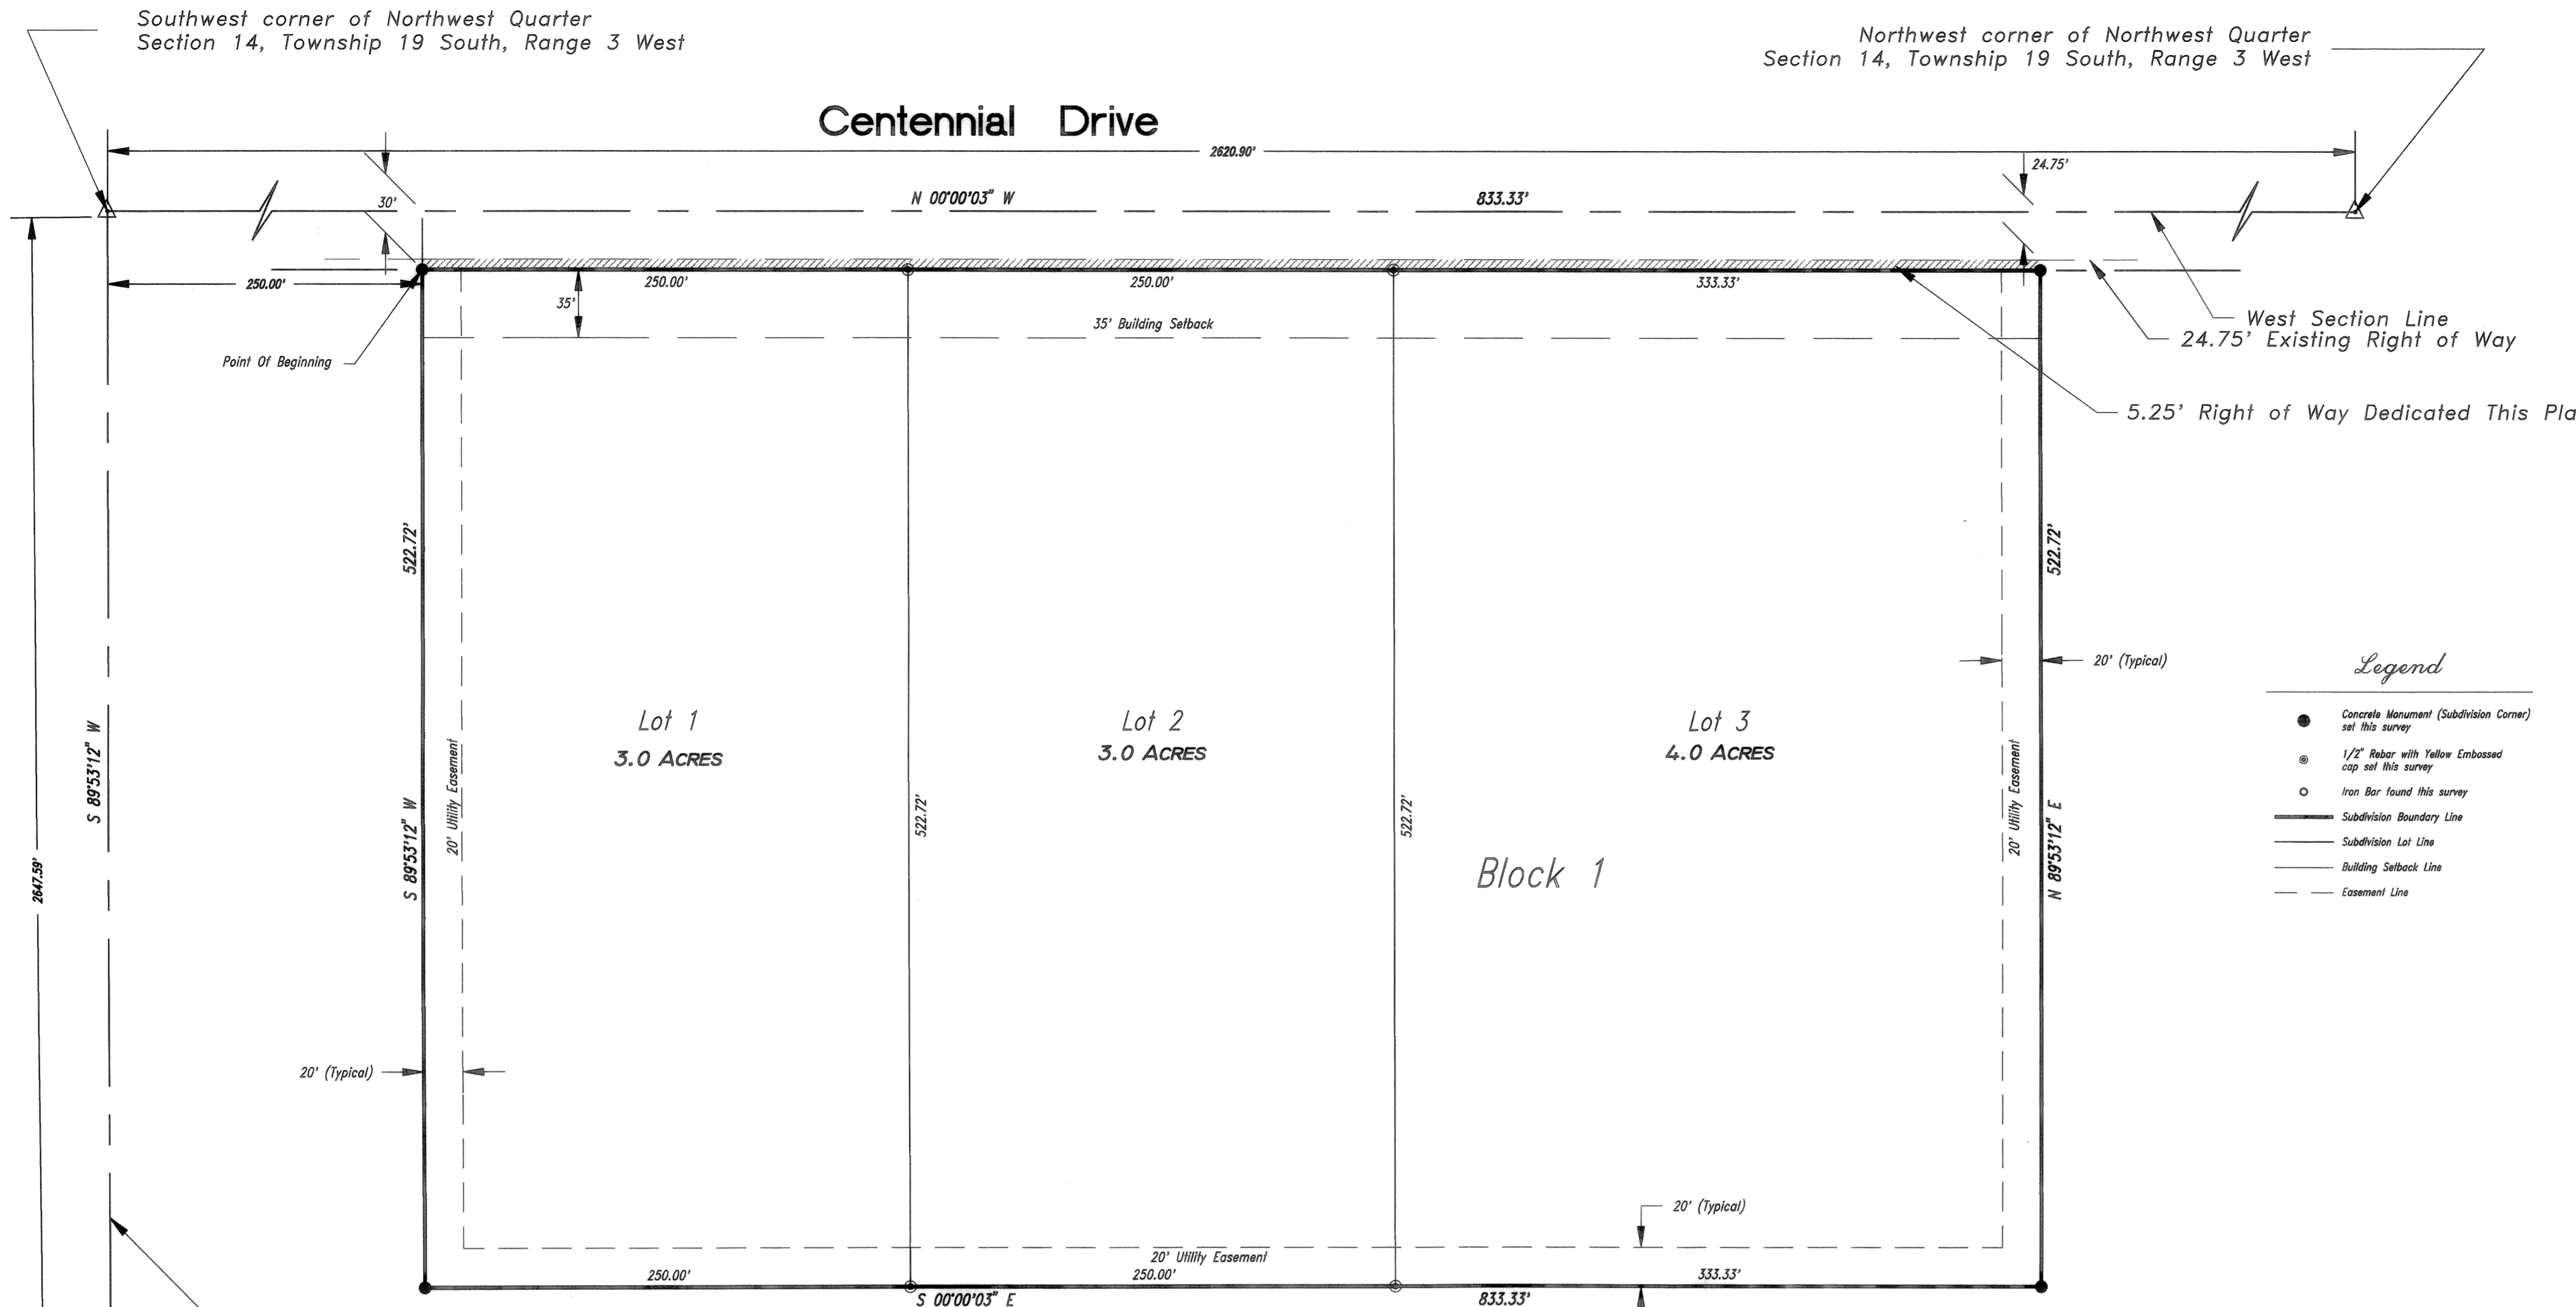 Southwest corner of Northwest Quarter
Section 14, Township 19 South, Range 3 West
Northwest corner of Northwest Quarter
Section 14, Township 19 South, Range 3 West
Centennial Drive
2620.90'
24.75'
30'
N 00°00'03" W
833.33'
250.00'
250.00'
250.00'
333.33'
35'
35' Building Setback
Point Of Beginning
West Section Line
24.75' Existing Right of Way
5.25' Right of Way Dedicated This Pla
522.72'
522.72'
20' (Typical)
Legend
Concrete Monument (Subdivision Corner)
set this survey
1/2" Rebar with Yellow Embossed
cap set this survey
Iron Bar found this survey
Subdivision Boundary Line
Subdivision Lot Line
Building Setback Line
Easement Line
Lot 1
3.0 ACRES
Lot 2
3.0 ACRES
Lot 3
4.0 ACRES
S 89°53'12" W
2647.59'
S 89°53'12" W
20' Utility Easement
522.72'
522.72'
Block 1
20' Utility Easement
N 89°53'12" E
20' (Typical)
20' (Typical)
20' Utility Easement
250.00'
250.00'
333.33'
S 00°00'03" E
833.33'